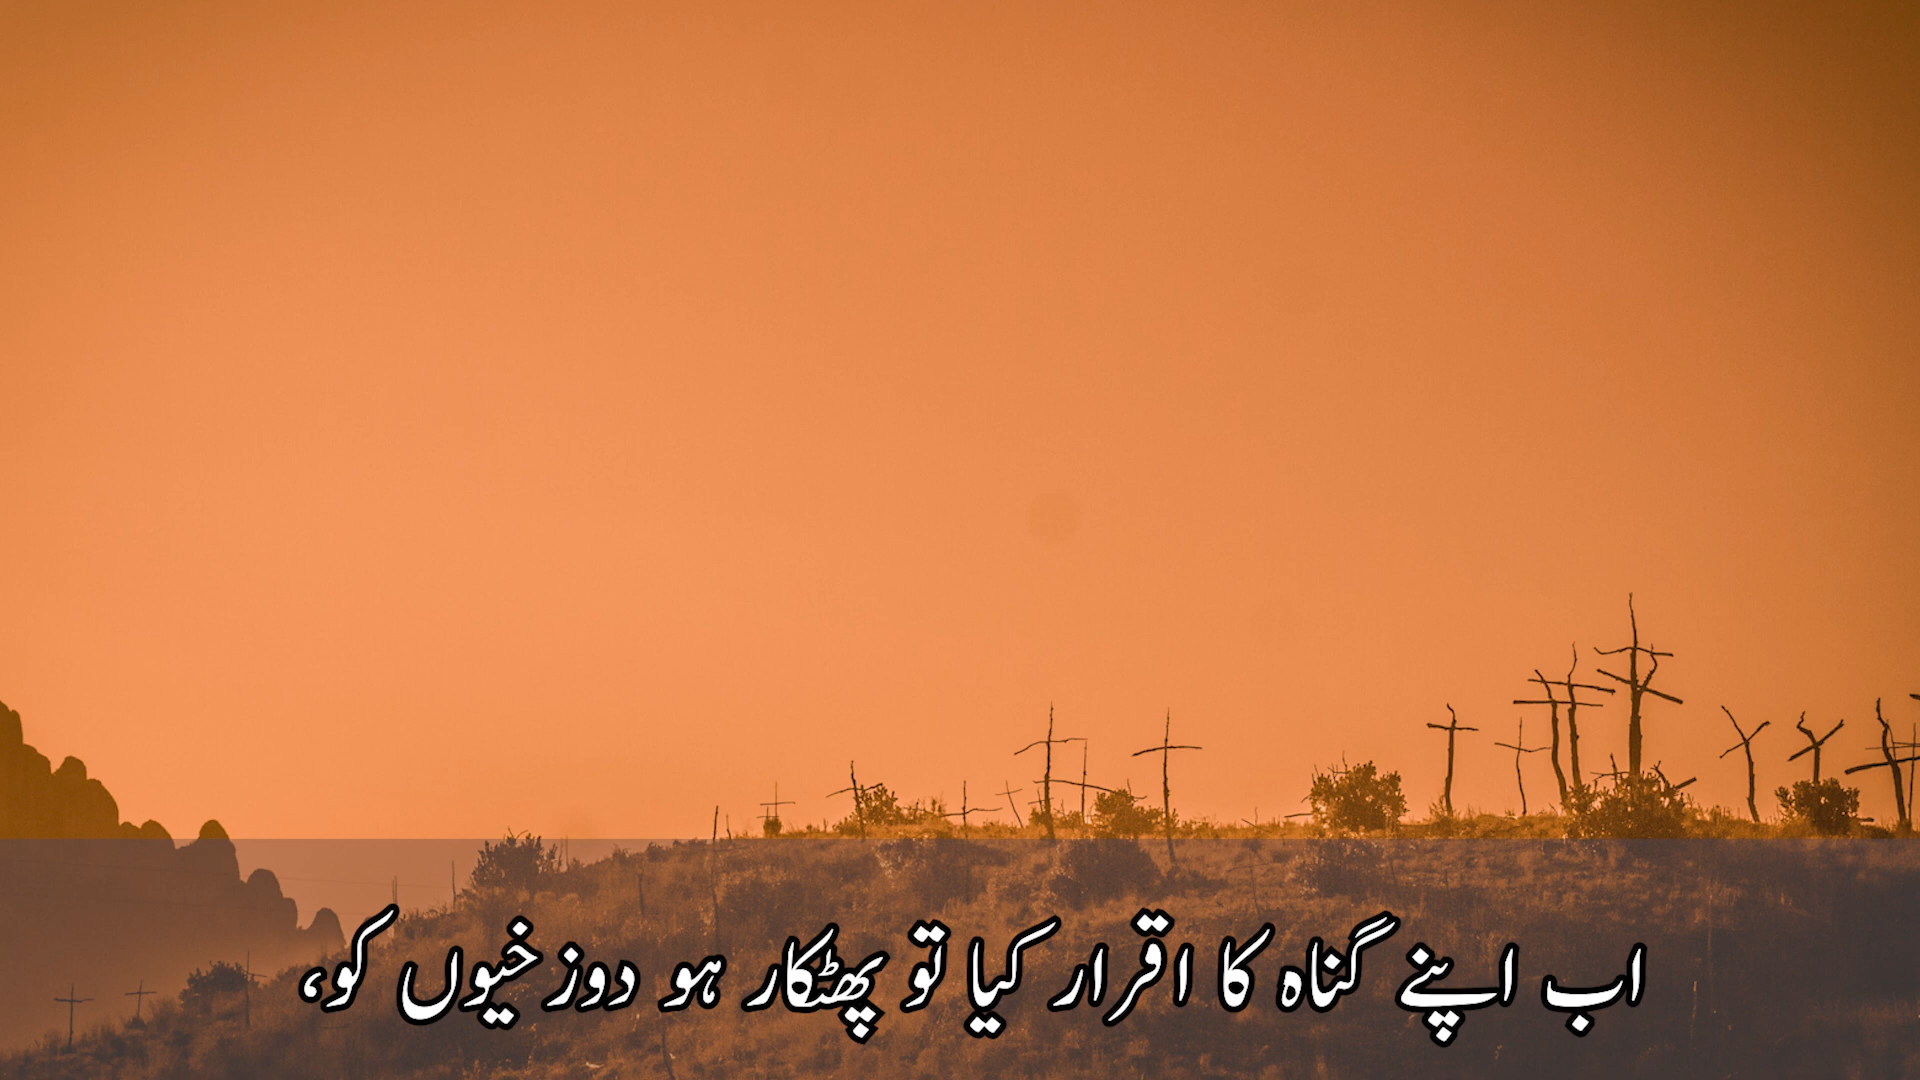 اب اپنے گناہ کا اقرار کیا تو پھٹکار ہو دوزخیوں کو،